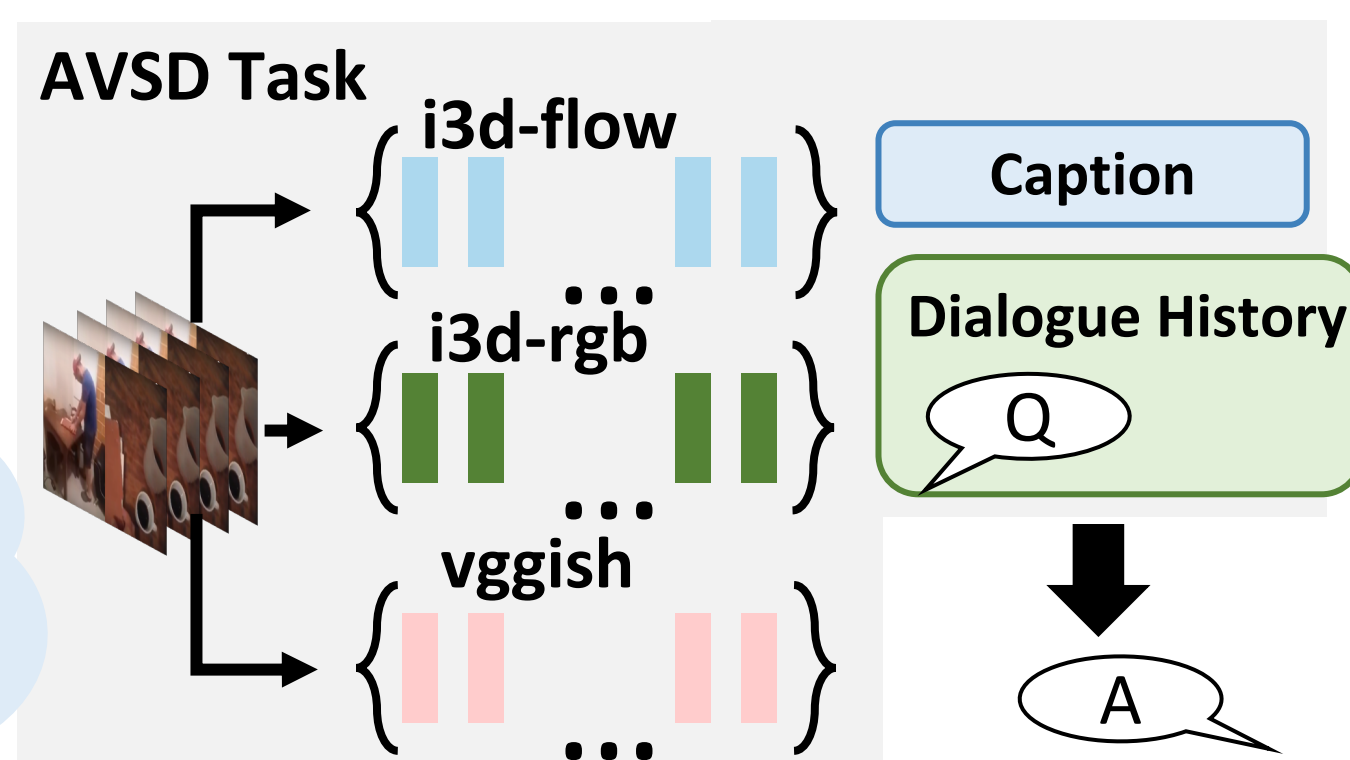 AVSD Task
i3d-flow
...
i3d-rgb
...
vggish
...
Caption
Dialogue History
Q
A